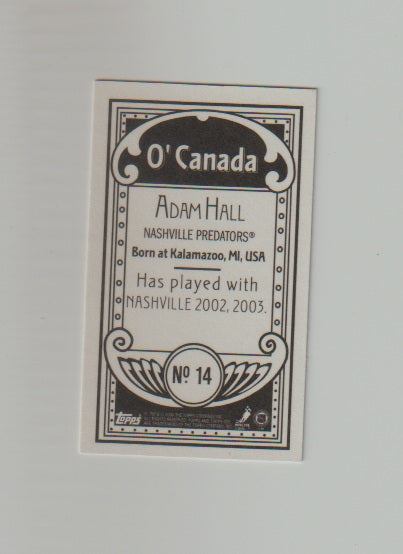 O' Canada
ADAM HALL
NASHVILLE PREDATORS®
Born at Kalamazoo, MI, USA
Has played with
NASHVILLE 2002, 2003.
Nº 14
Topps